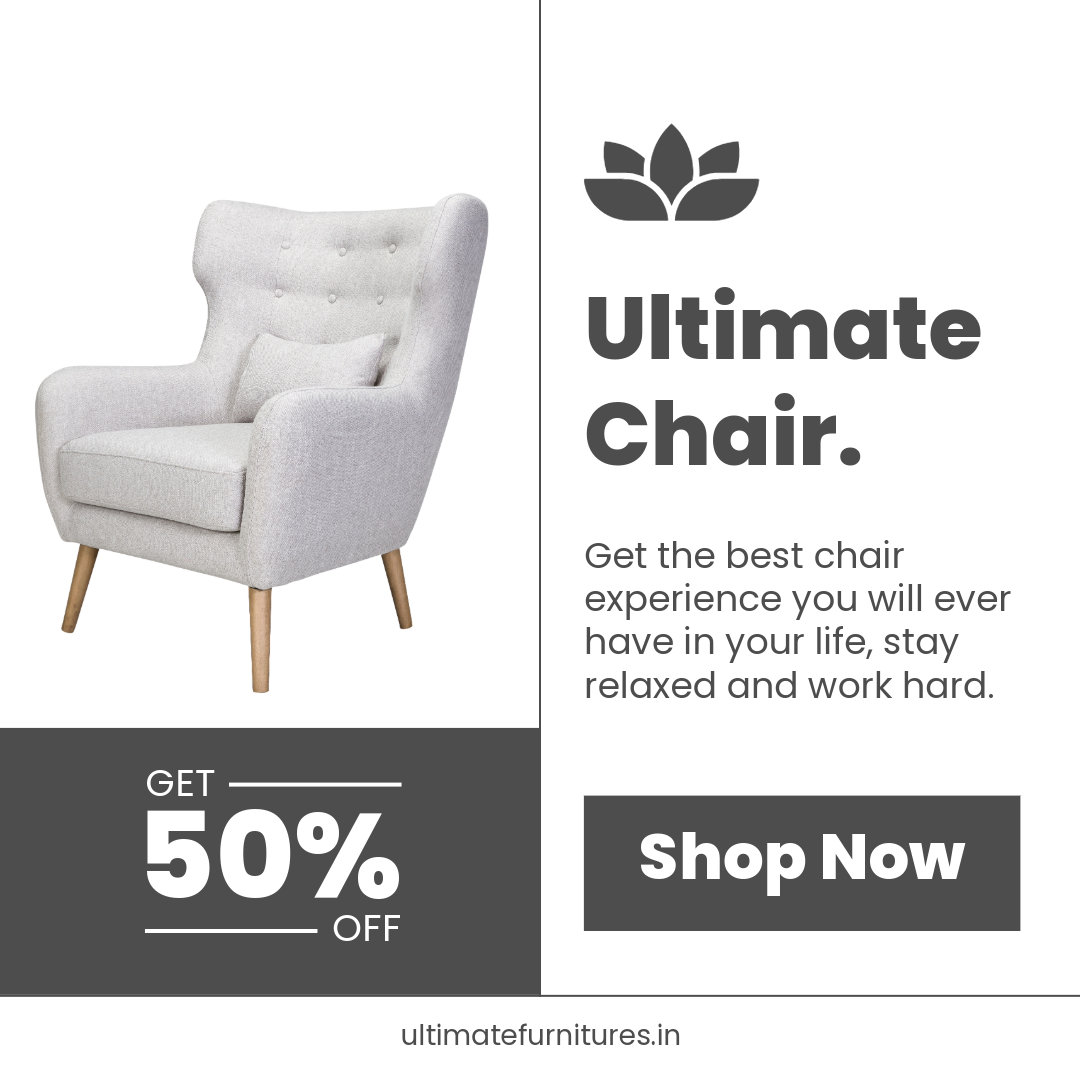 Ultimate
Chair.
Get the best chair
experience you will ever
have in your life, stay
relaxed and work hard.
GET
50%
OFF
Shop Now
ultimatefurnitures.in